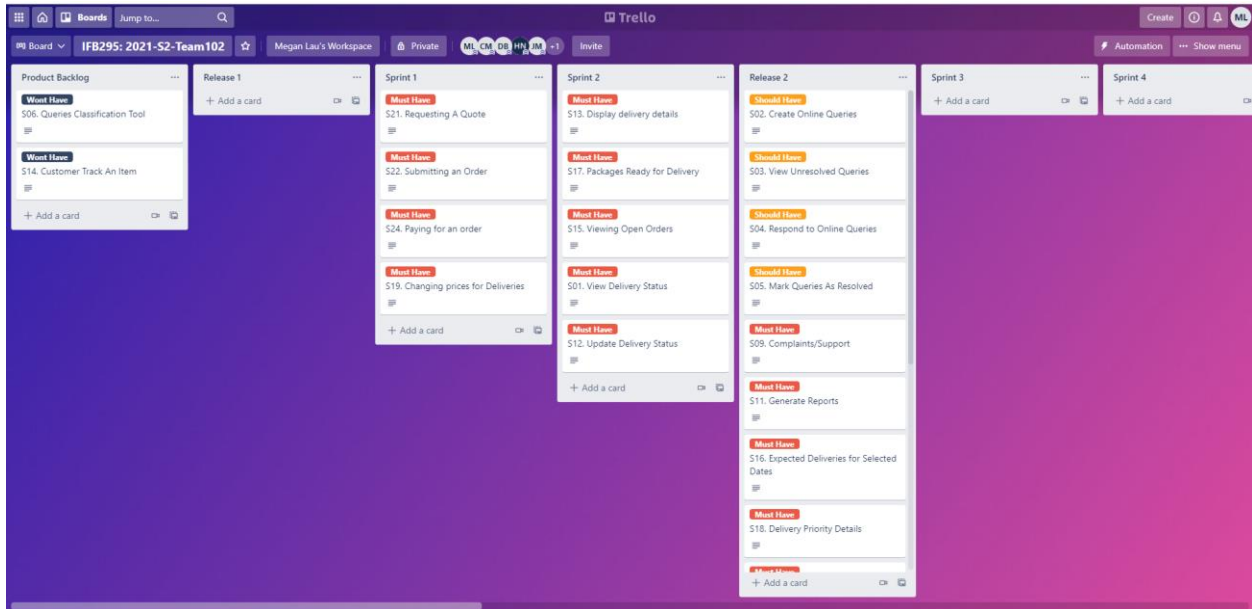 Boards
Jump to...
Trello
Create
ML
Board
IFB295: 2021-S2-Team102
Megan Lau's Workspace
Private
ML CM DB HN JM +1
Invite
Automation
Show menu
Product Backlog
Wont Have
S06. Queries Classification Tool
Wont Have
S14. Customer Track An Item
+ Add a card
Release 1
+ Add a card
Sprint 1
Must Have
S21. Requesting A Quote
Must Have
S22. Submitting an Order
Must Have
S24. Paying for an order
Must Have
S19. Changing prices for Deliveries
+ Add a card
Sprint 2
Must Have
S13. Display delivery details
Must Have
S17. Packages Ready for Delivery
Must Have
S15. Viewing Open Orders
Must Have
S01. View Delivery Status
Must Have
S12. Update Delivery Status
+ Add a card
Release 2
Should Have
S02. Create Online Queries
Should Have
S03. View Unresolved Queries
Should Have
S04. Respond to Online Queries
Should Have
S05. Mark Queries As Resolved
Must Have
S09. Complaints/Support
Must Have
S11. Generate Reports
Must Have
S16. Expected Deliveries for Selected
Dates
Must Have
S18. Delivery Priority Details
Must Have
+ Add a card
Sprint 3
+ Add a card
Sprint 4
+ Add a card